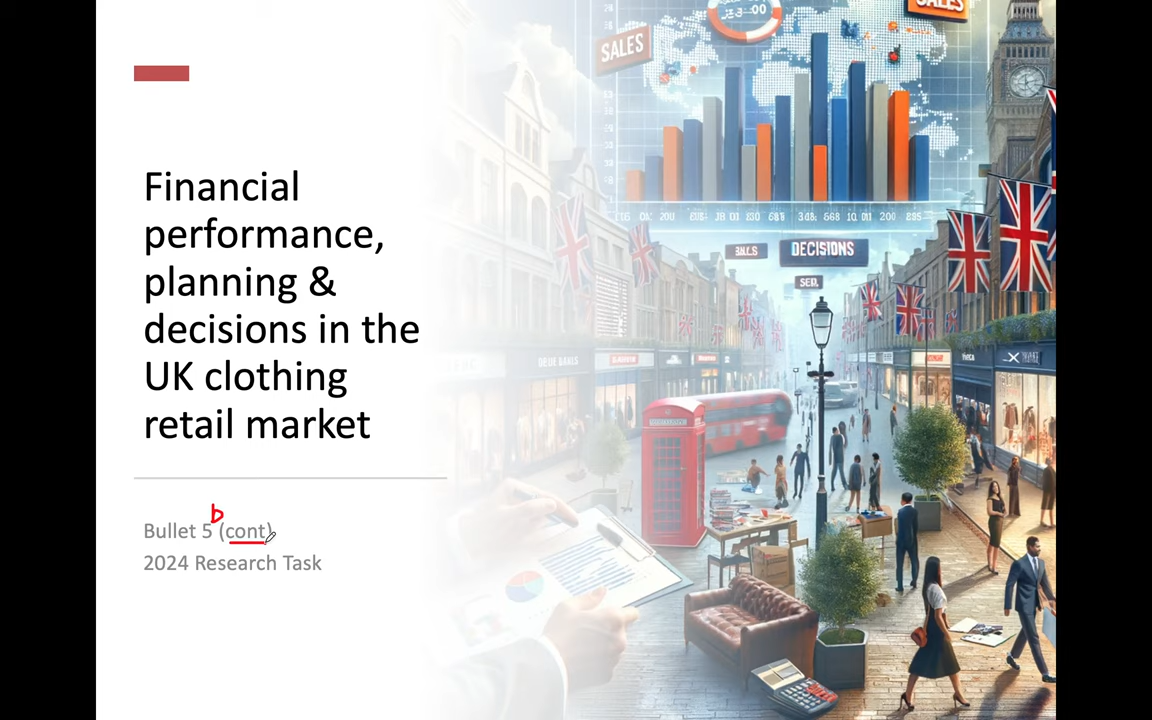 SALES
SALES
DECISIONS
Financial
performance,
planning &
decisions in the
UK clothing
retail market
b
Bullet 5 (cont)
2024 Research Task